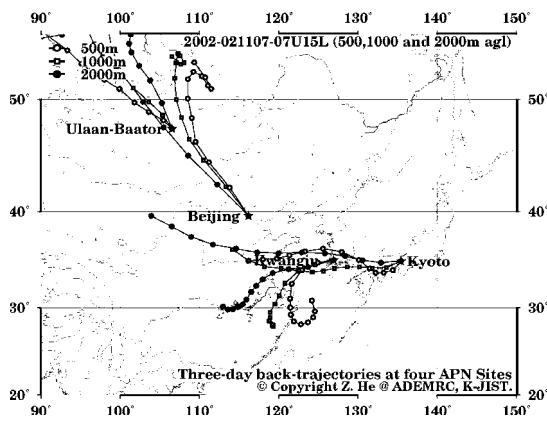 90° 100° 110° 120° 130° 140° 150°
2002-021107-07U15L (500,1000 and 2000m agl)
500m
1000m
2000m
50°
50°
Ulaan-Baator
40°
Beijing
40°
Kwangju
Kyoto
30°
30°
Three-day back-trajectories at four APN Sites
© Copyright Z. He @ ADEMRC, K-JIST.
20°
20°
90° 100° 110° 120° 130° 140° 150°